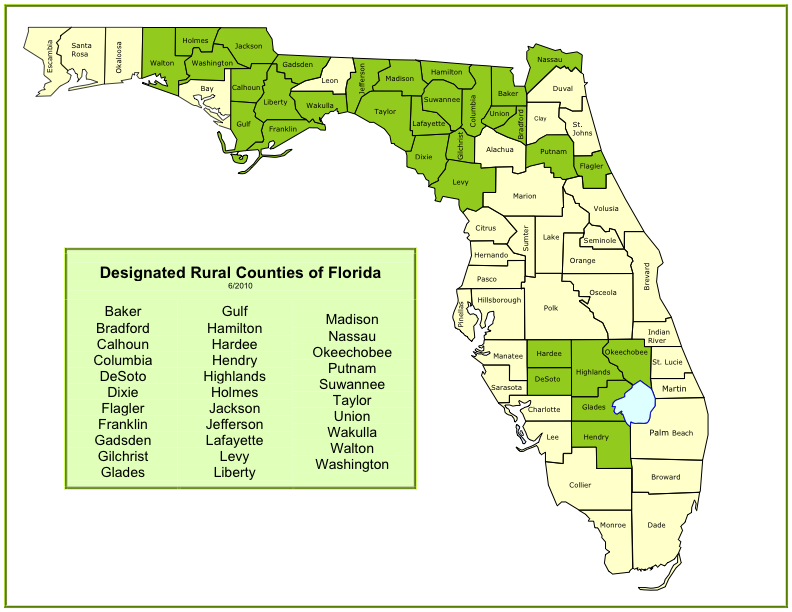 Escambia
Santa
Rosa
Okaloosa
Walton
Holmes
Washington
Jackson
Bay
Calhoun
Gulf
Liberty
Gadsden
Franklin
Leon
Wakulla
Jefferson
Madison
Taylor
Hamilton
Suwannee
Lafayette
Dixie
Columbia
Gilchrist
Levy
Baker
Union
Bradford
Alachua
Nassau
Duval
Clay
St.
Johns
Putnam
Flagler
Marion
Volusia
Citrus
Sumter
Lake
Seminole
Hernando
Orange
Pasco
Brevard
Osceola
Pinellas
Hillsborough
Polk
Indian
River
Manatee
Hardee
Highlands
Okeechobee
St. Lucie
Sarasota
DeSoto
Martin
Charlotte
Glades
Lee
Hendry
Palm Beach
Collier
Broward
Monroe
Dade
Designated Rural Counties of Florida
6/2010
Baker
Bradford
Calhoun
Columbia
DeSoto
Dixie
Flagler
Franklin
Gadsden
Gilchrist
Glades
Gulf
Hamilton
Hardee
Hendry
Highlands
Holmes
Jackson
Jefferson
Lafayette
Levy
Liberty
Madison
Nassau
Okeechobee
Putnam
Suwannee
Taylor
Union
Wakulla
Walton
Washington